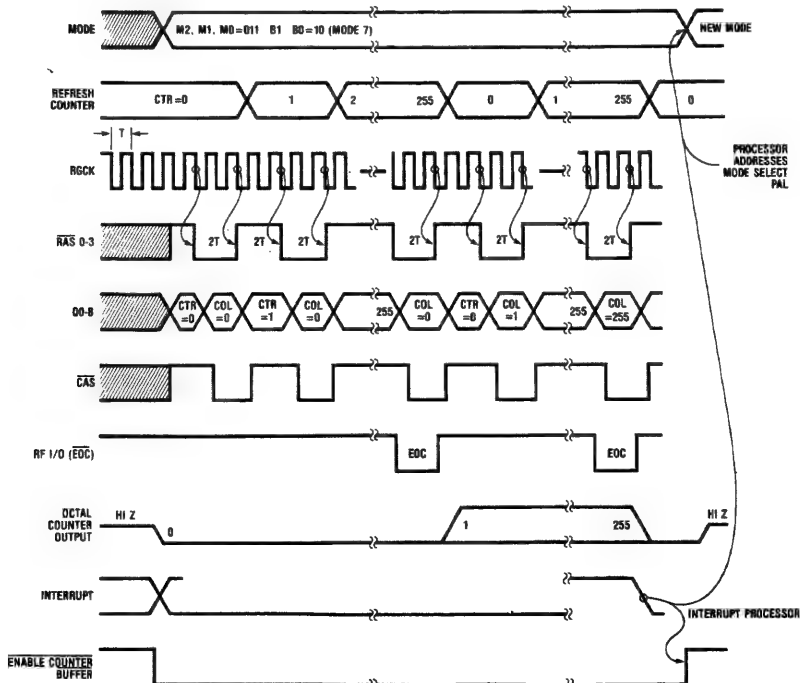 MODE
M2, M1, M0=011 B1 B0=10 (MODE 7)
NEW MODE
REFRESH
COUNTER
CTR=0
1
2
255
0
1
255
0
T
RGCK
PROCESSOR
ADDRESSES
MODE SELECT
PAL
RAS 0-3
2T
2T
2T
2T
2T
2T
Q0-8
CTR
=0
COL
=0
CTR
=1
COL
=0
255
COL
=0
CTR
=0
COL
=1
255
COL
=255
CAS
RF I/O (EOC)
EOC
EOC
OCTAL
COUNTER
OUTPUT
HI Z
0
1
255
HI Z
INTERRUPT
INTERRUPT PROCESSOR
ENABLE COUNTER
BUFFER